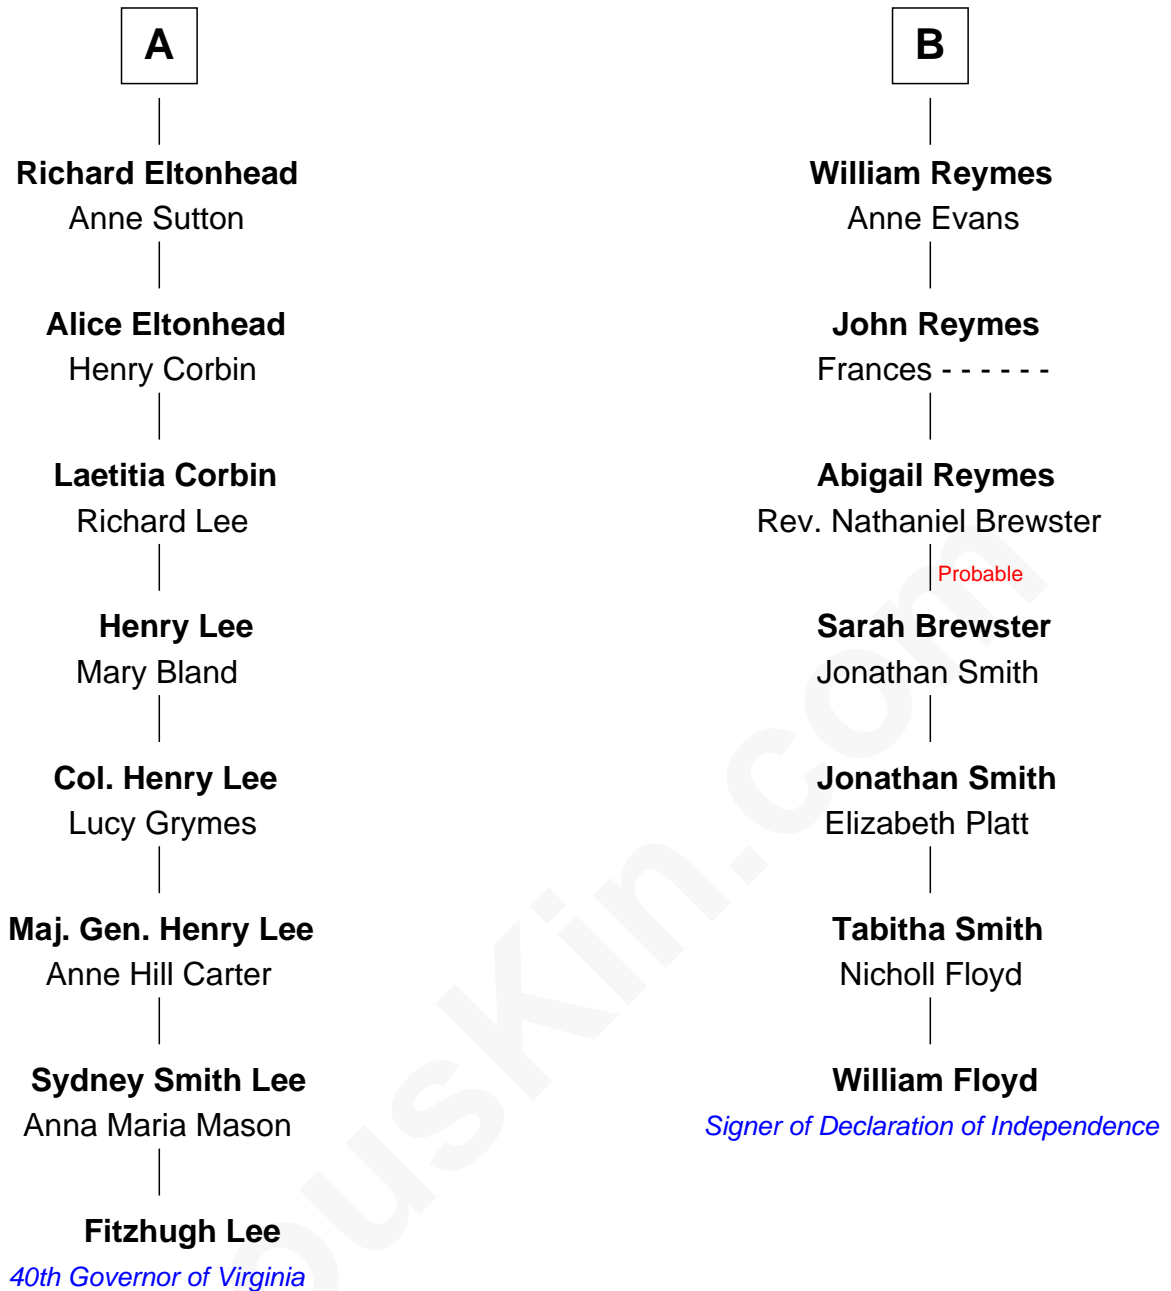 A
Richard Eltonhead
Anne Sutton
Alice Eltonhead
Henry Corbin
Laetitia Corbin
Richard Lee
Henry Lee
Mary Bland
Col. Henry Lee
Lucy Grymes
Maj. Gen. Henry Lee
Anne Hill Carter
Sydney Smith Lee
Anna Maria Mason
Fitzhugh Lee
40th Governor of Virginia
B
William Reymes
Anne Evans
John Reymes
Frances - - - - - -
Abigail Reymes
Rev. Nathaniel Brewster
Probable
Sarah Brewster
Jonathan Smith
Jonathan Smith
Elizabeth Platt
Tabitha Smith
Nicholl Floyd
William Floyd
Signer of Declaration of Independence
ousKin.com